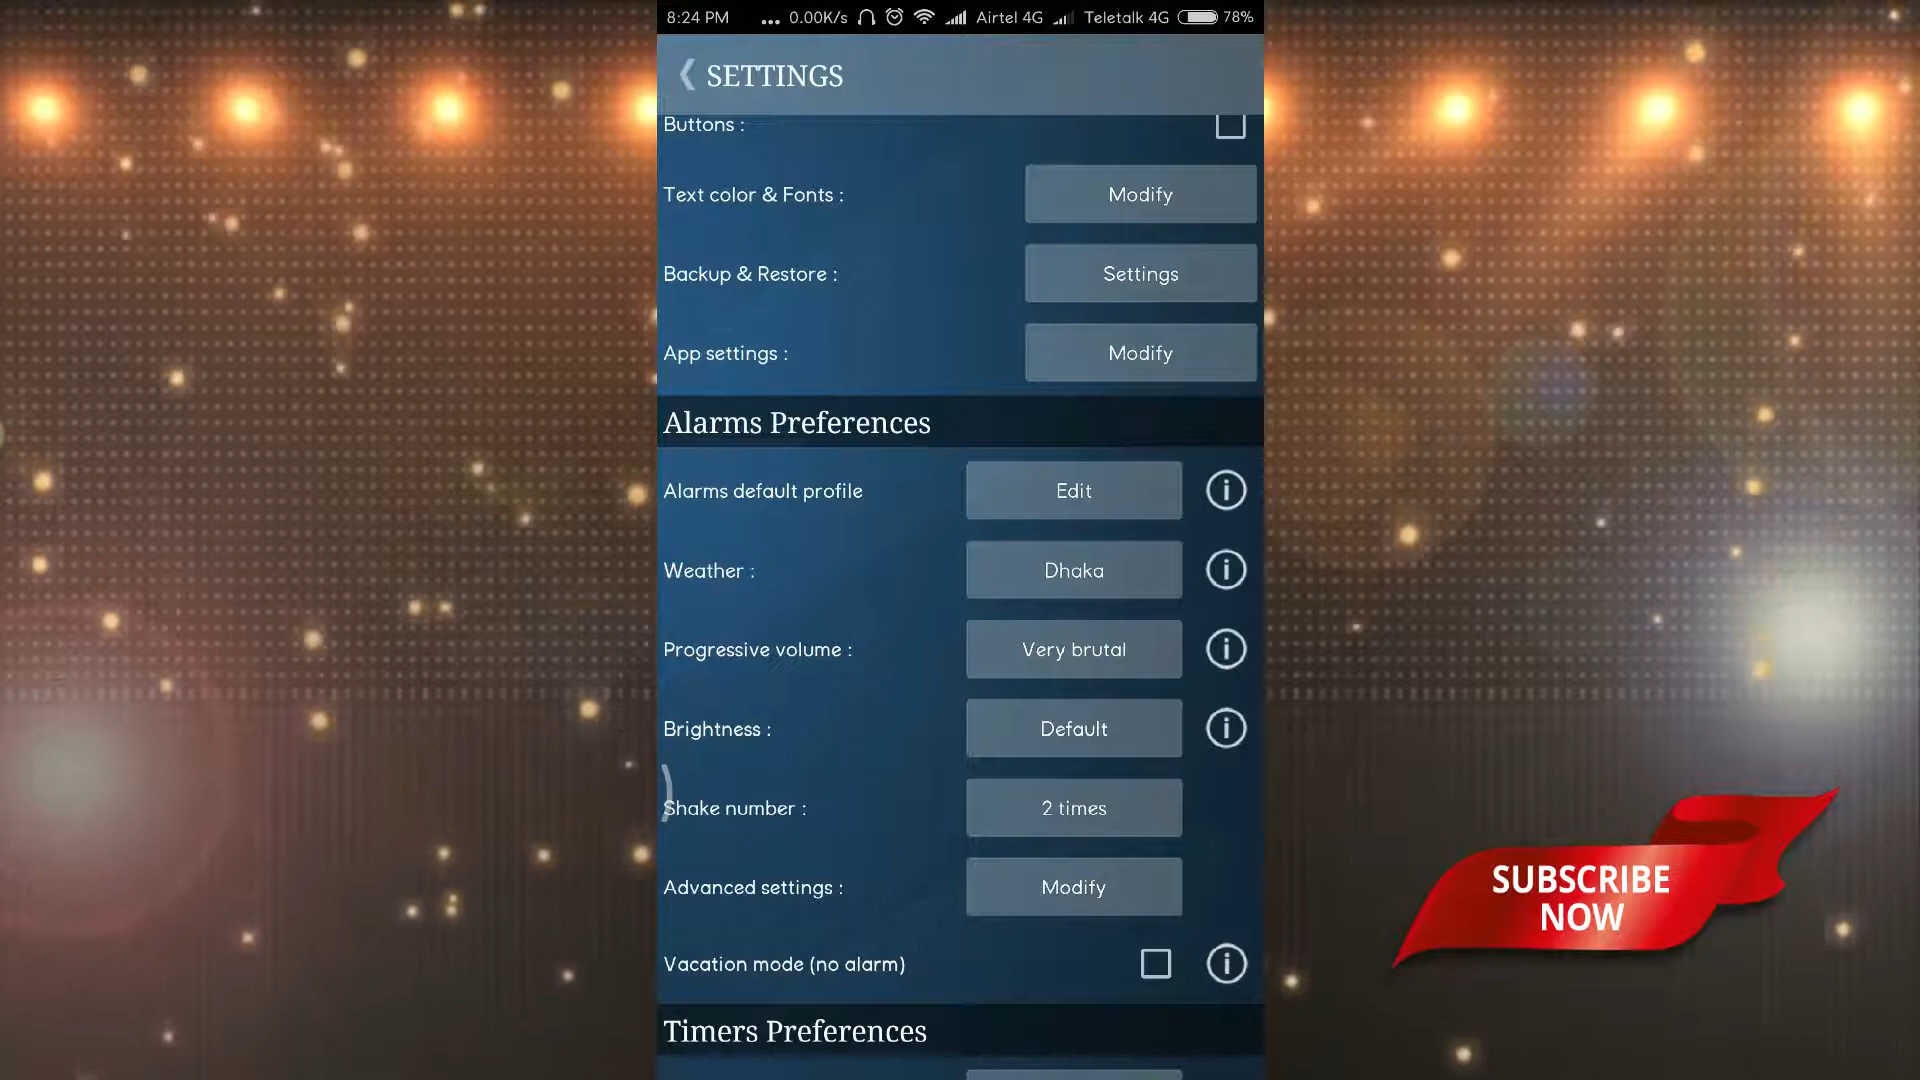 8:24 PM ... 0.00K/s Airtel 4G Teletalk 4G 78%
SETTINGS
Buttons :
Text color & Fonts : Modify
Backup & Restore : Settings
App settings : Modify
Alarms Preferences
Alarms default profile Edit
Weather : Dhaka
Progressive volume : Very brutal
Brightness : Default
Shake number : 2 times
Advanced settings : Modify
Vacation mode (no alarm)
Timers Preferences
SUBSCRIBE
NOW